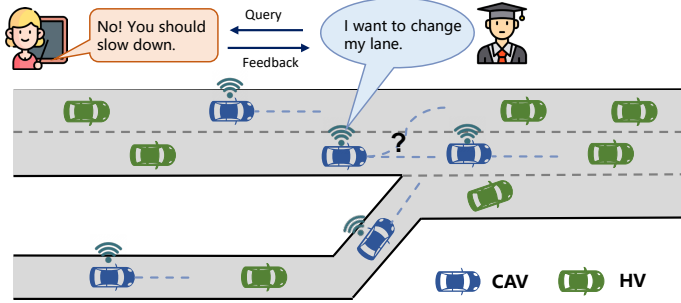 No! You should
slow down.
Query
Feedback
I want to change
my lane.
?
CAV
HV